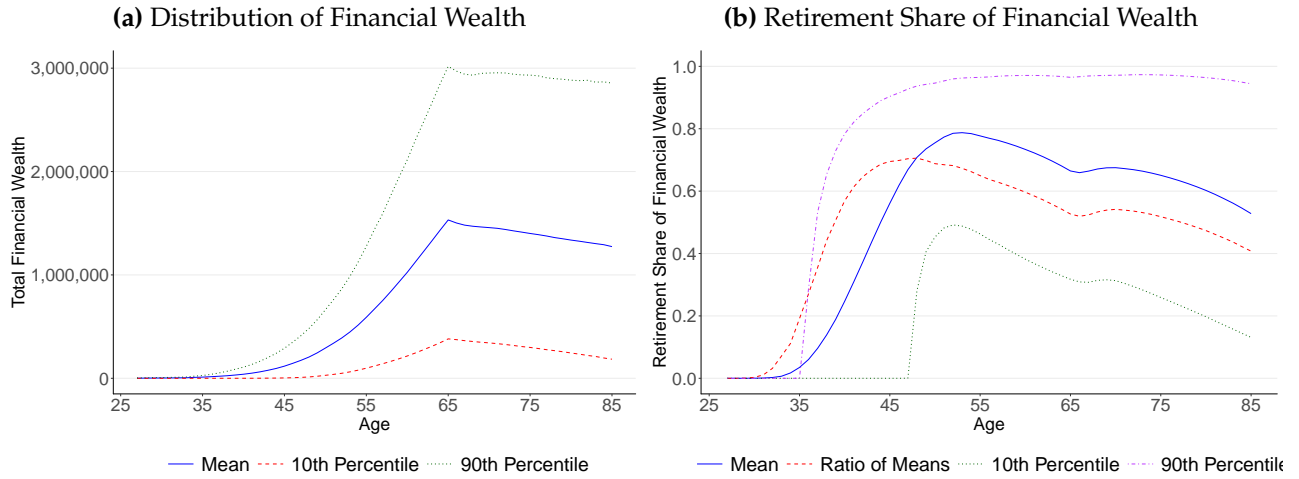 (a) Distribution of Financial Wealth
3,000,000
2,000,000
1,000,000
0
Total Financial Wealth
25 35 45 55 65 75 85
Age
Mean 10th Percentile 90th Percentile
(b) Retirement Share of Financial Wealth
1.0
0.8
0.6
0.4
0.2
0.0
Retirement Share of Financial Wealth
25 35 45 55 65 75 85
Age
Mean Ratio of Means 10th Percentile 90th Percentile